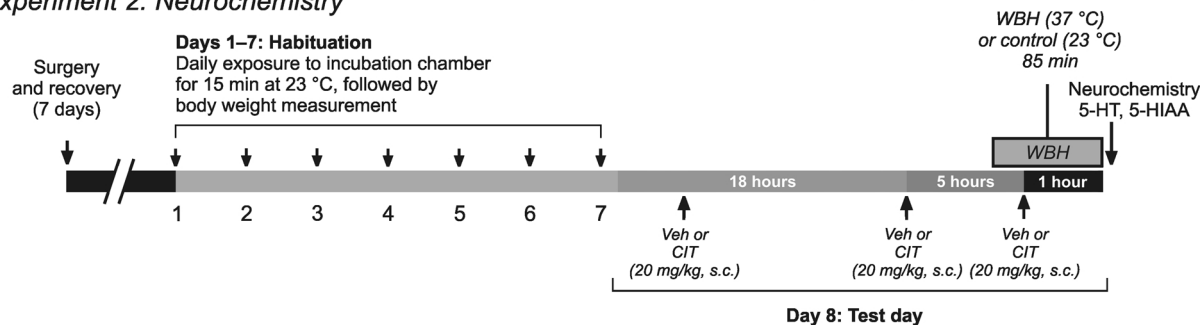 xperiment 2: Neurochemistry
Surgery
and recovery
(7 days)
Days 1–7: Habituation
Daily exposure to incubation chamber
for 15 min at 23 °C, followed by
body weight measurement
WBH (37 °C)
or control (23 °C)
85 min
Neurochemistry
5-HT, 5-HIAA
WBH
18 hours
5 hours
1 hour
1 2 3 4 5 6 7
Veh or
CIT
(20 mg/kg, s.c.)
Veh or
CIT
(20 mg/kg, s.c.)
Veh or
CIT
(20 mg/kg, s.c.)
Day 8: Test day